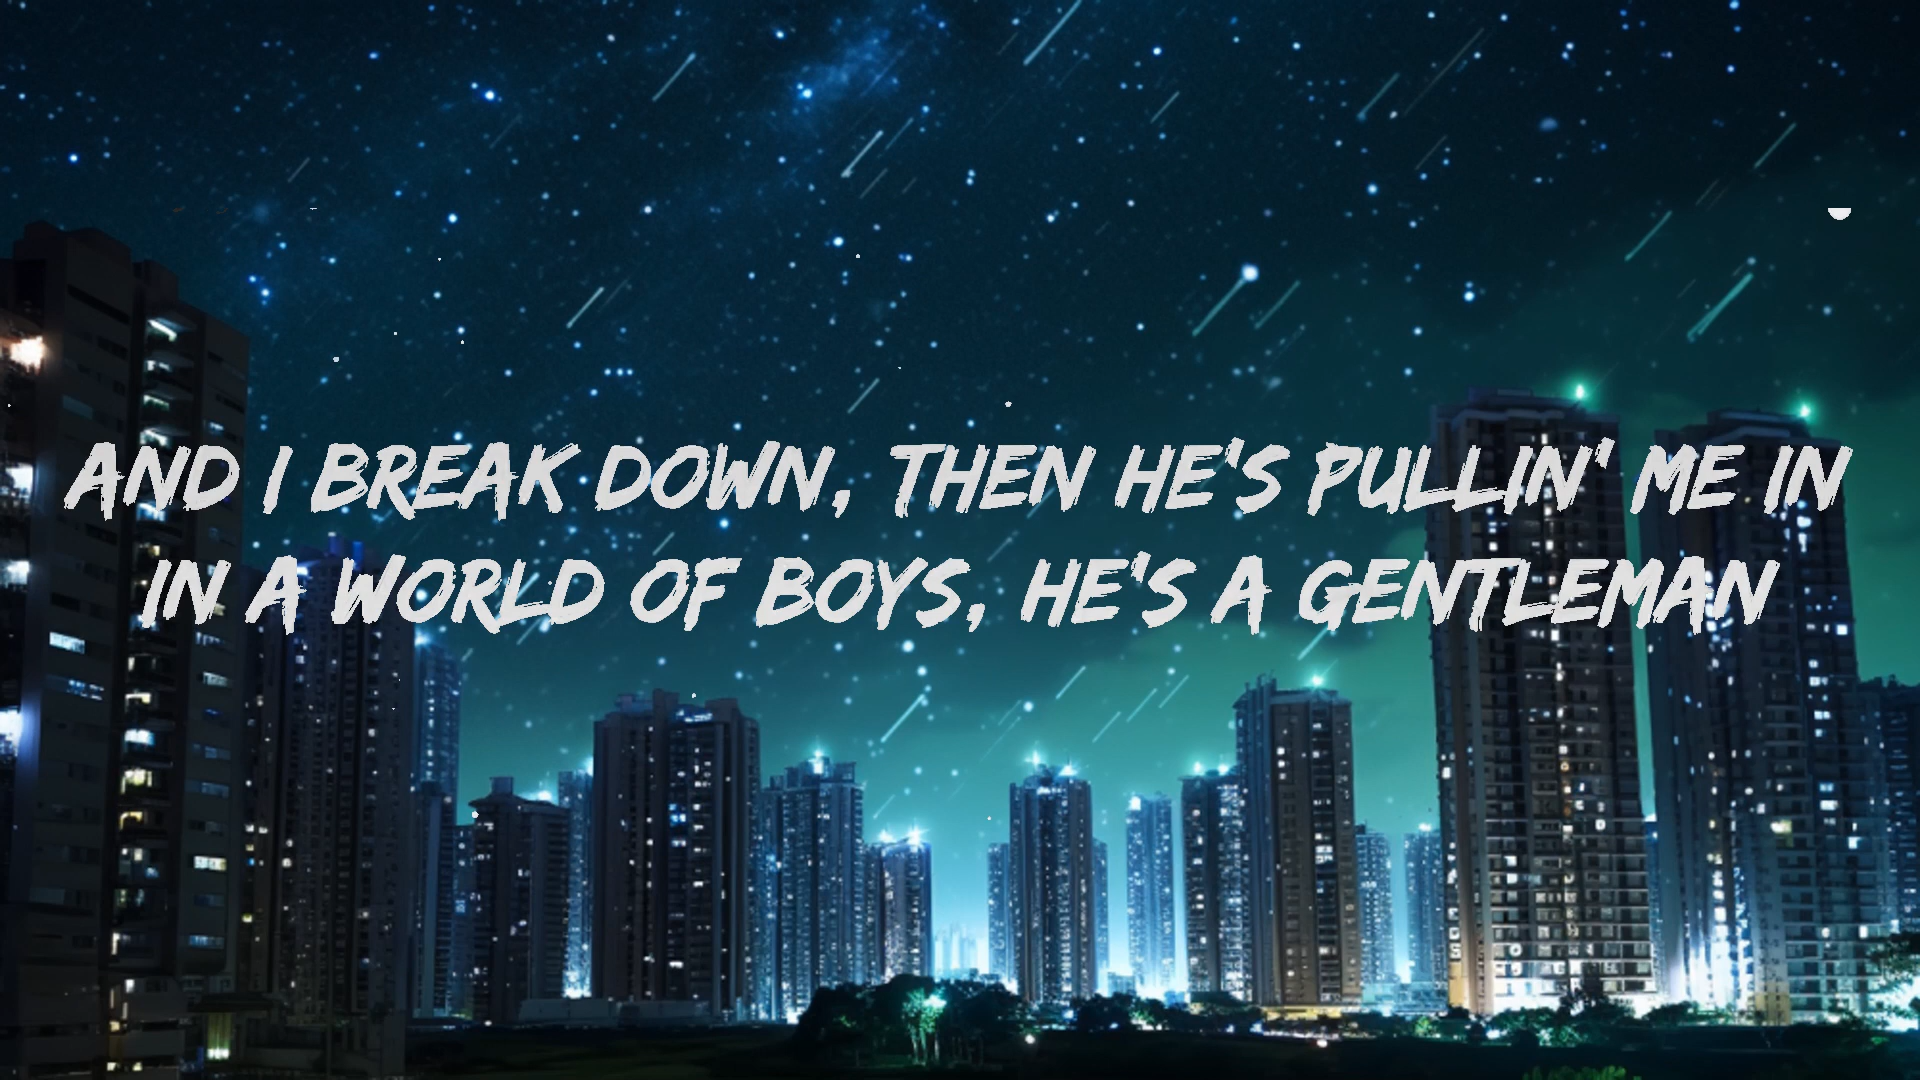 AND I BREAK DOWN, THEN HE'S PULLIN' ME IN
IN A WORLD OF BOYS, HE'S A GENTLEMAN